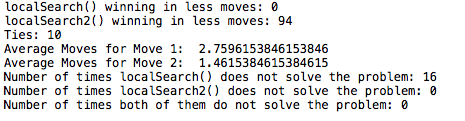 localSearch() winning in less moves: 0
localSearch2() winning in less moves: 94
Ties: 10
Average Moves for Move 1:  2.7596153846153846
Average Moves for Move 2:  1.4615384615384615
Number of times localSearch() does not solve the problem: 16
Number of times localSearch2() does not solve the problem: 0
Number of times both of them do not solve the problem: 0